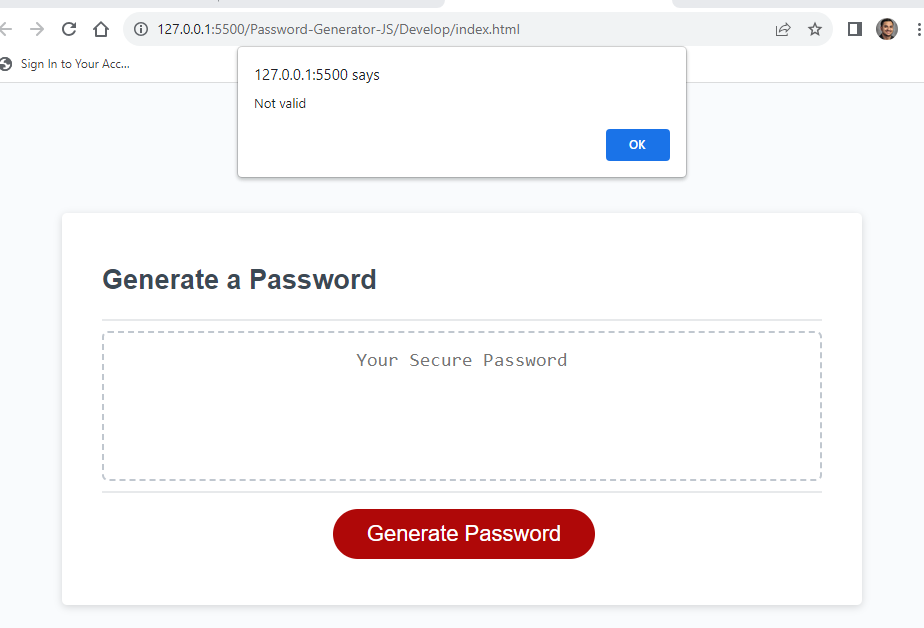 127.0.0.1:5500/Password-Generator-JS/Develop/index.html
Sign In to Your Acc...
127.0.0.1:5500 says
Not valid
OK
Generate a Password
Your Secure Password
Generate Password